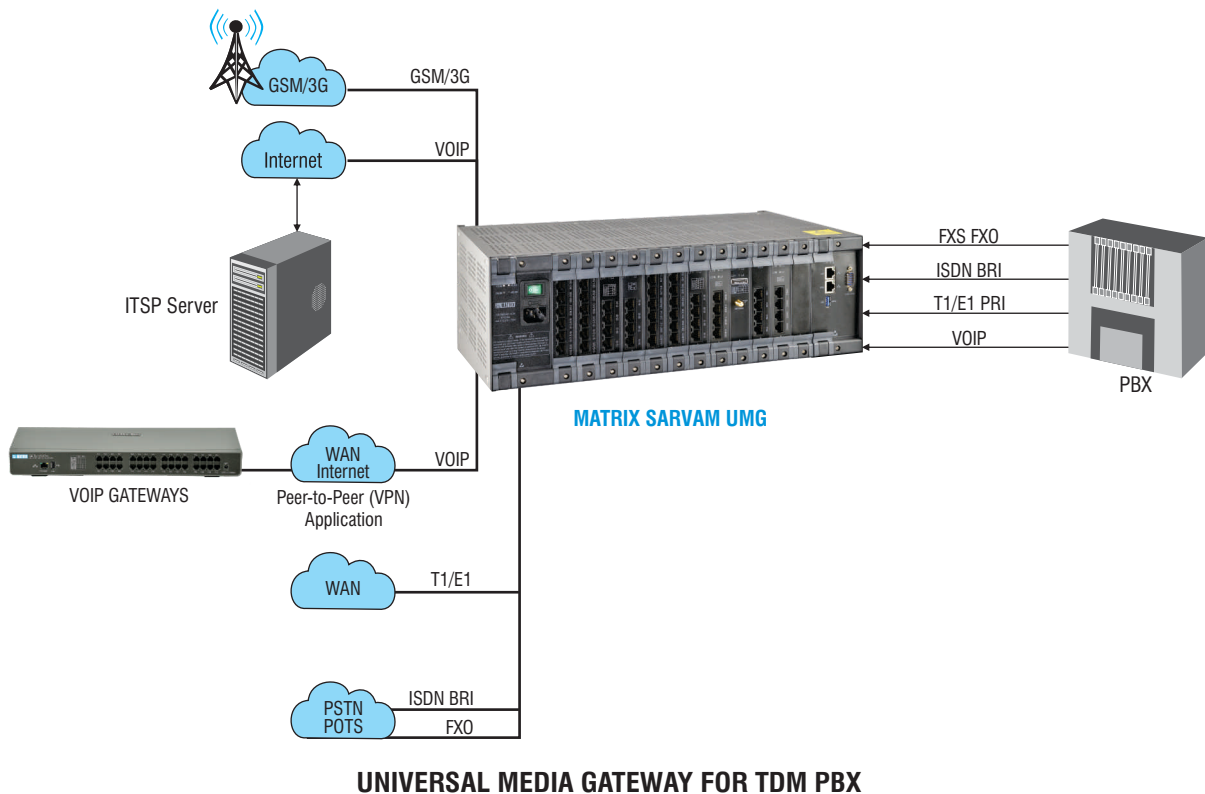 GSM/3G
GSM/3G
Internet
VOIP
ITSP Server
FXS FXO
ISDN BRI
T1/E1 PRI
VOIP
PBX
MATRIX SARVAM UMG
WAN
Internet
VOIP
VOIP GATEWAYS
Peer-to-Peer (VPN)
Application
WAN
T1/E1
PSTN
POTS
ISDN BRI
FXO
UNIVERSAL MEDIA GATEWAY FOR TDM PBX